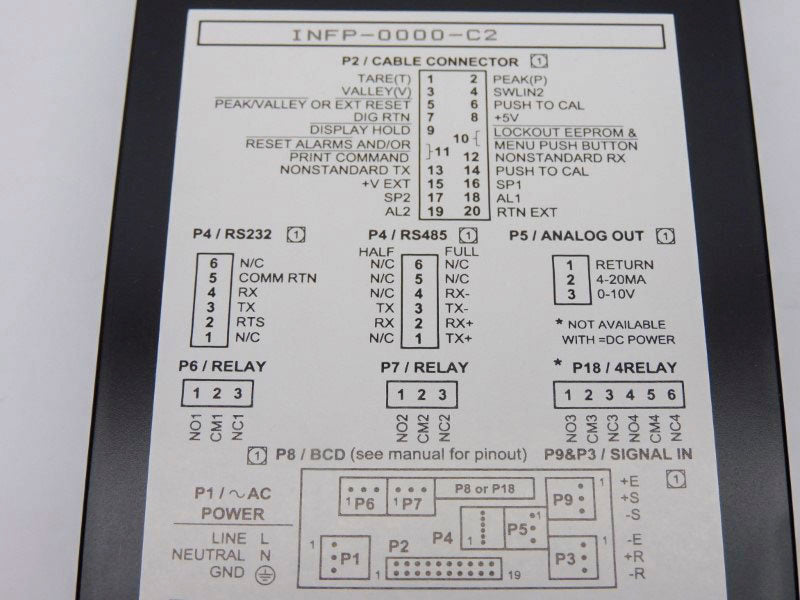 INFP-0000-C2
P2 / CABLE CONNECTOR 1
TARE(T) 1 2 PEAK(P)
VALLEY(V) 3 4 SWLIN2
PEAK/VALLEY OR EXT RESET 5 6 PUSH TO CAL
DIG RTN 7 8 +5V
DISPLAY HOLD 9 10 { LOCKOUT EEPROM &
RESET ALARMS AND/OR } 11 MENU PUSH BUTTON
PRINT COMMAND 12 NONSTANDARD RX
NONSTANDARD TX 13 14 PUSH TO CAL
+V EXT 15 16 SP1
SP2 17 18 AL1
AL2 19 20 RTN EXT
P4 / RS232 1 P4 / RS485 1 P5 / ANALOG OUT 1
HALF FULL
6 N/C N/C 6 N/C 1 RETURN
5 COMM RTN N/C 5 N/C 2 4-20MA
4 RX N/C 4 RX- 3 0-10V
3 TX TX 3 TX-
2 RTS RX 2 RX+ * NOT AVAILABLE
1 N/C N/C 1 TX+ WITH =DC POWER
P6 / RELAY P7 / RELAY * P18 / 4RELAY
1 2 3 1 2 3 1 2 3 4 5 6
NO1 CM1 NC1 NO2 CM2 NC2 NO3 CM3 NC3 NO4 CM4 NC4
1 P8 / BCD (see manual for pinout) P9&P3 / SIGNAL IN
P1 / ~ AC
POWER
LINE L
NEUTRAL N
GND
1 P6 1 P7 P8 or P18 P9 1 +E 1
+S
-S
P4 1 P5 1
1 P1 P2 1 19 P3 1 -E
+R
-R